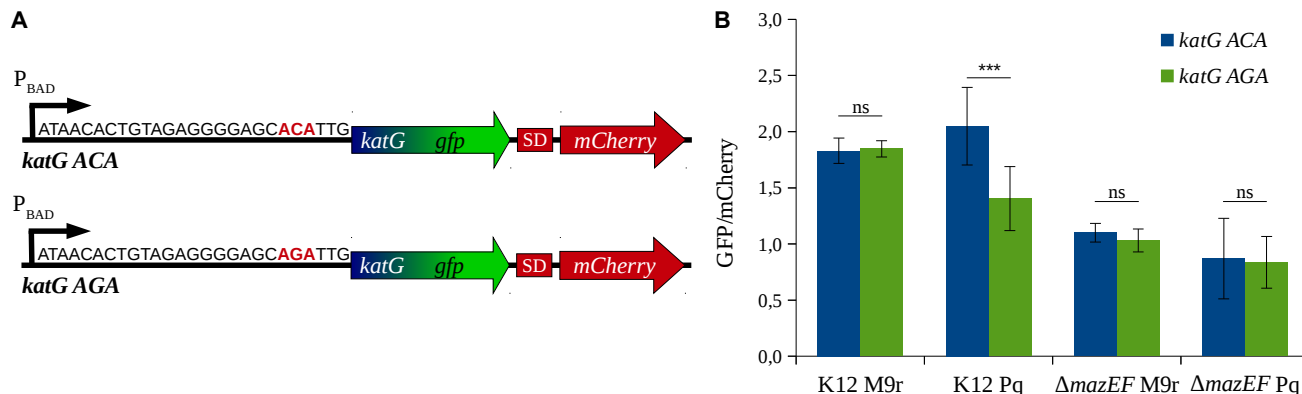 A
P BAD
ATAACACTGTAGAGGGGAGCACATTG
katG ACA
katG gfp SD mCherry
P BAD
ATAACACTGTAGAGGGGAGCAGATTG
katG AGA
katG gfp SD mCherry
B
GFP/mCherry
3,0
2,5
2,0
1,5
1,0
0,5
0,0
katG ACA
katG AGA
ns
***
ns
ns
K12 M9r
K12 Pq
ΔmazEF M9r
ΔmazEF Pq